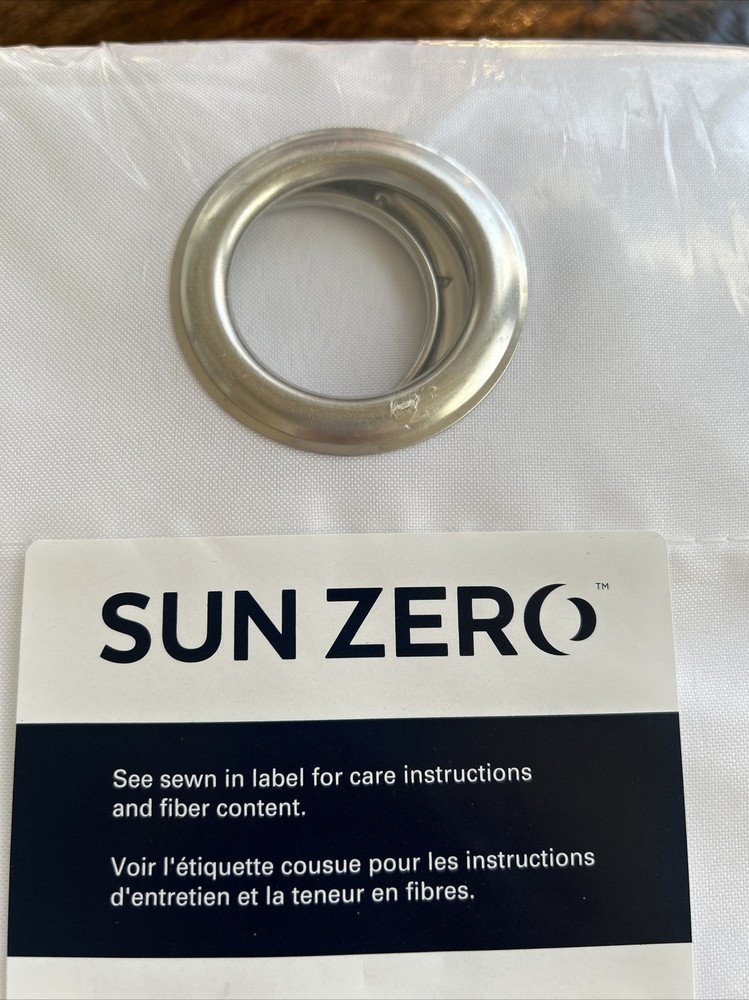 SUN ZERO™
See sewn in label for care instructions
and fiber content.
Voir l'étiquette cousue pour les instructions
d'entretien et la teneur en fibres.